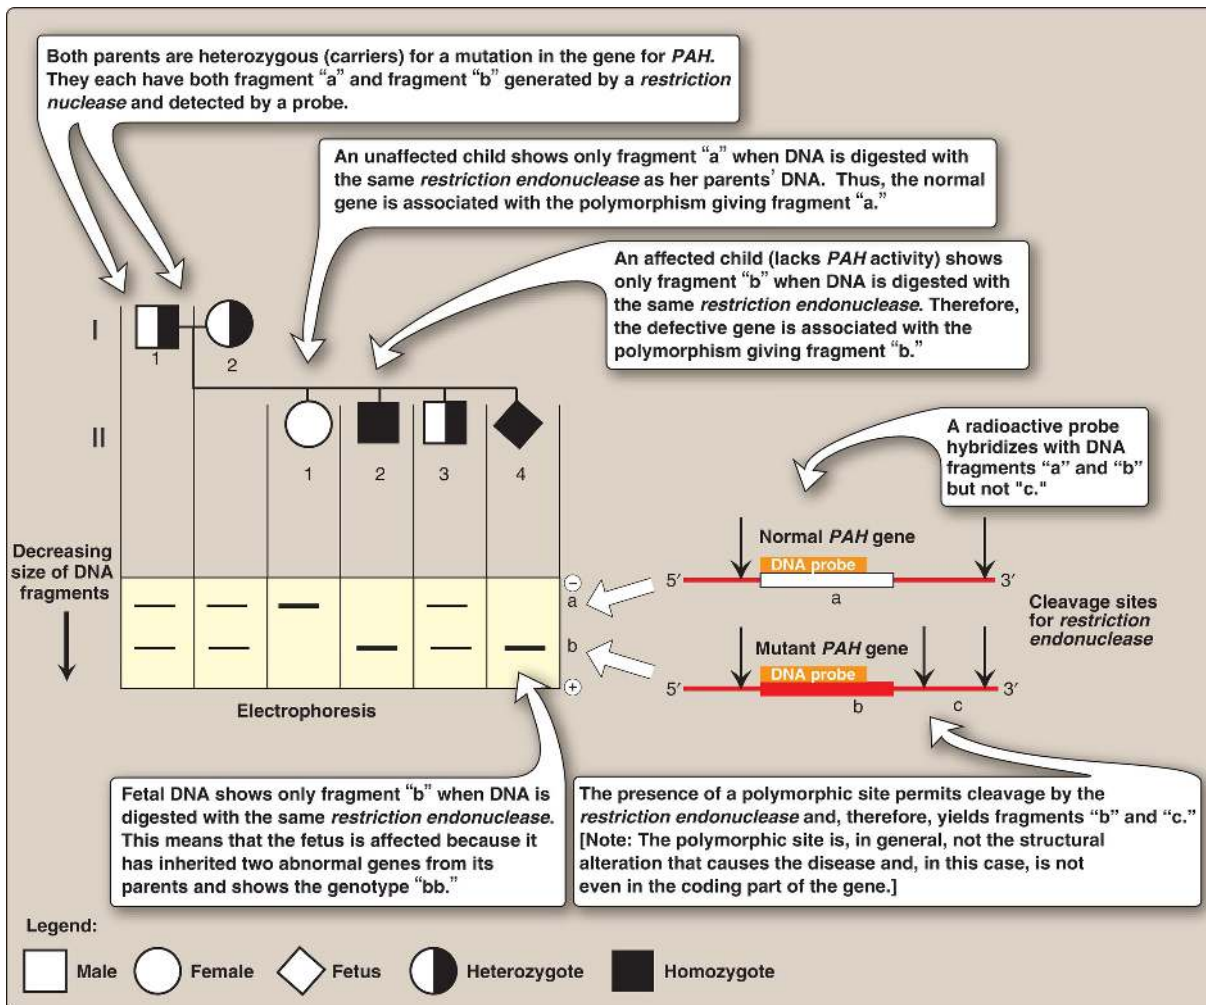 Both parents are heterozygous (carriers) for a mutation in the gene for PAH.
They each have both fragment “a” and fragment “b” generated by a restriction
nuclease and detected by a probe.
An unaffected child shows only fragment “a” when DNA is digested with
the same restriction endonuclease as her parents’ DNA. Thus, the normal
gene is associated with the polymorphism giving fragment “a.”
An affected child (lacks PAH activity) shows
only fragment “b” when DNA is digested with
the same restriction endonuclease. Therefore,
the defective gene is associated with the
polymorphism giving fragment “b.”
I
1
2
II
1
2
3
4
A radioactive probe
hybridizes with DNA
fragments “a” and “b”
but not "c."
Decreasing
size of DNA
fragments
−
a
b
+
Electrophoresis
Normal PAH gene
DNA probe
5′
3′
a
Cleavage sites
for restriction
endonuclease
Mutant PAH gene
DNA probe
5′
3′
b
c
Fetal DNA shows only fragment “b” when DNA is
digested with the same restriction endonuclease.
This means that the fetus is affected because it
has inherited two abnormal genes from its
parents and shows the genotype “bb.”
The presence of a polymorphic site permits cleavage by the
restriction endonuclease and, therefore, yields fragments “b” and “c.”
[Note: The polymorphic site is, in general, not the structural
alteration that causes the disease and, in this case, is not
even in the coding part of the gene.]
Legend:
Male
Female
Fetus
Heterozygote
Homozygote